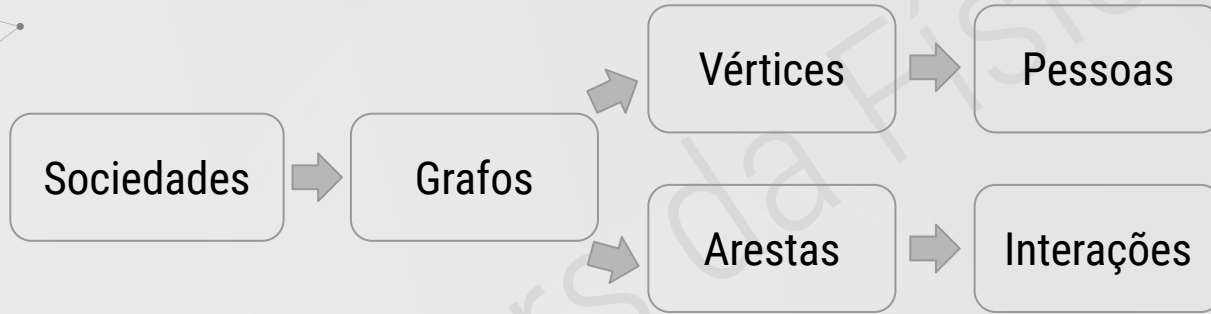 Sociedades
Grafos
Vértices
Pessoas
Arestas
Interações